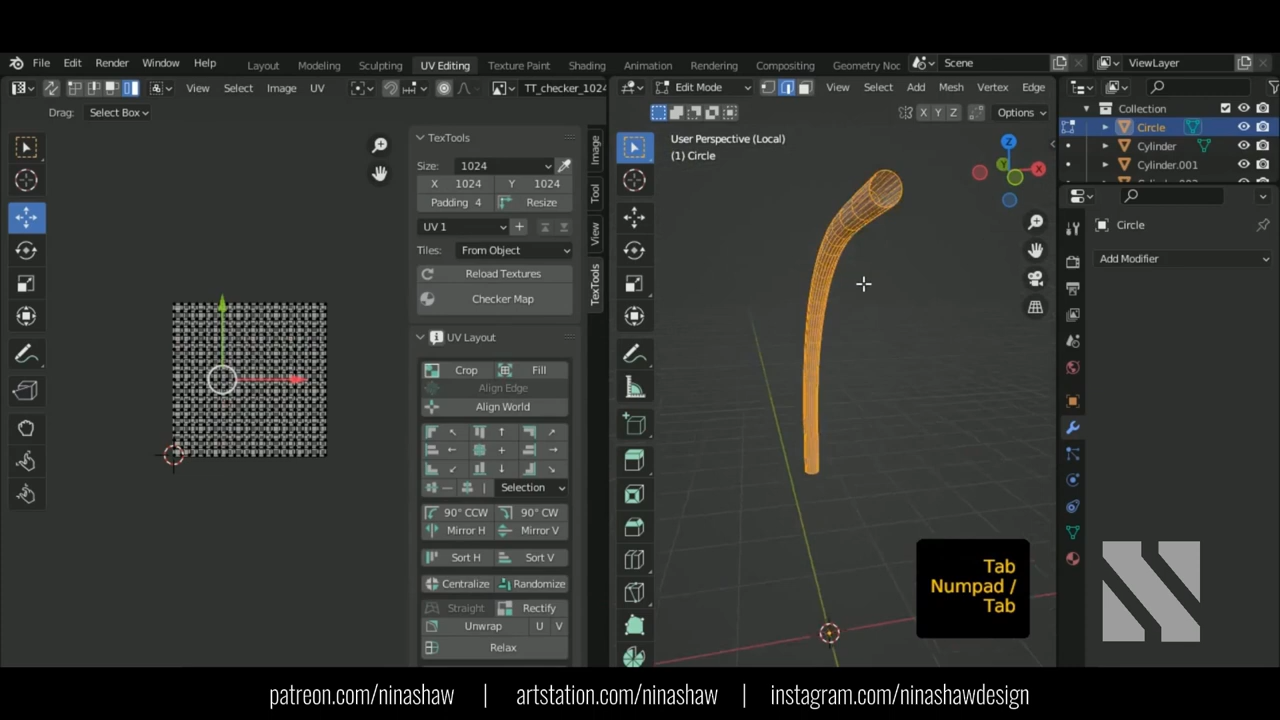 File Edit Render Window Help Layout Modeling Sculpting UV Editing Texture Paint Shading Animation Rendering Compositing Geometry Noc Scene ViewLayer
View Select Image UV TT_checker_1024
Edit Mode View Select Add Mesh Vertex Edge
Drag: Select Box
X Y Z Options
Collection
Circle
Cylinder
Cylinder.001
User Perspective (Local)
(1) Circle
TexTools
Size: 1024
X 1024 Y 1024
Padding 4 Resize
UV 1
Tiles: From Object
Reload Textures
Checker Map
UV Layout
Crop Fill
Align Edge
Align World
Selection
90° CCW 90° CW
Mirror H Mirror V
Sort H Sort V
Centralize Randomize
Straight Rectify
Unwrap U V
Relax
Image
Tool
View
TexTools
Z
Y
X
Circle
Add Modifier
Tab
Numpad /
Tab
patreon.com/ninashaw | artstation.com/ninashaw | instagram.com/ninashawdesign